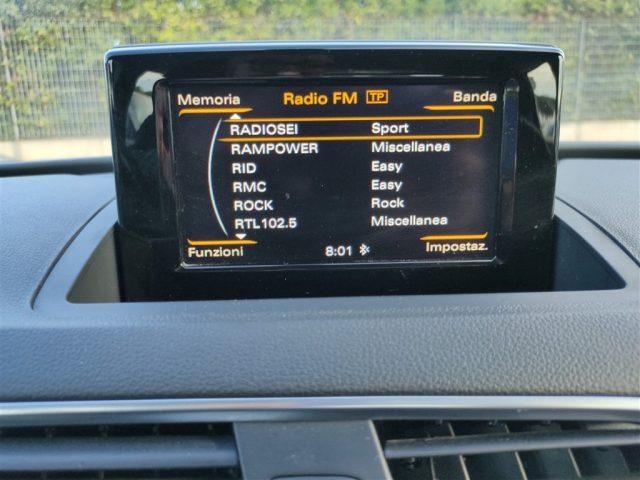 Memoria Radio FM TP Banda
RADIOSEI Sport
RAMPOWER Miscellanea
RID Easy
RMC Easy
ROCK Rock
RTL102.5 Miscellanea
Funzioni 8:01 Impostaz.